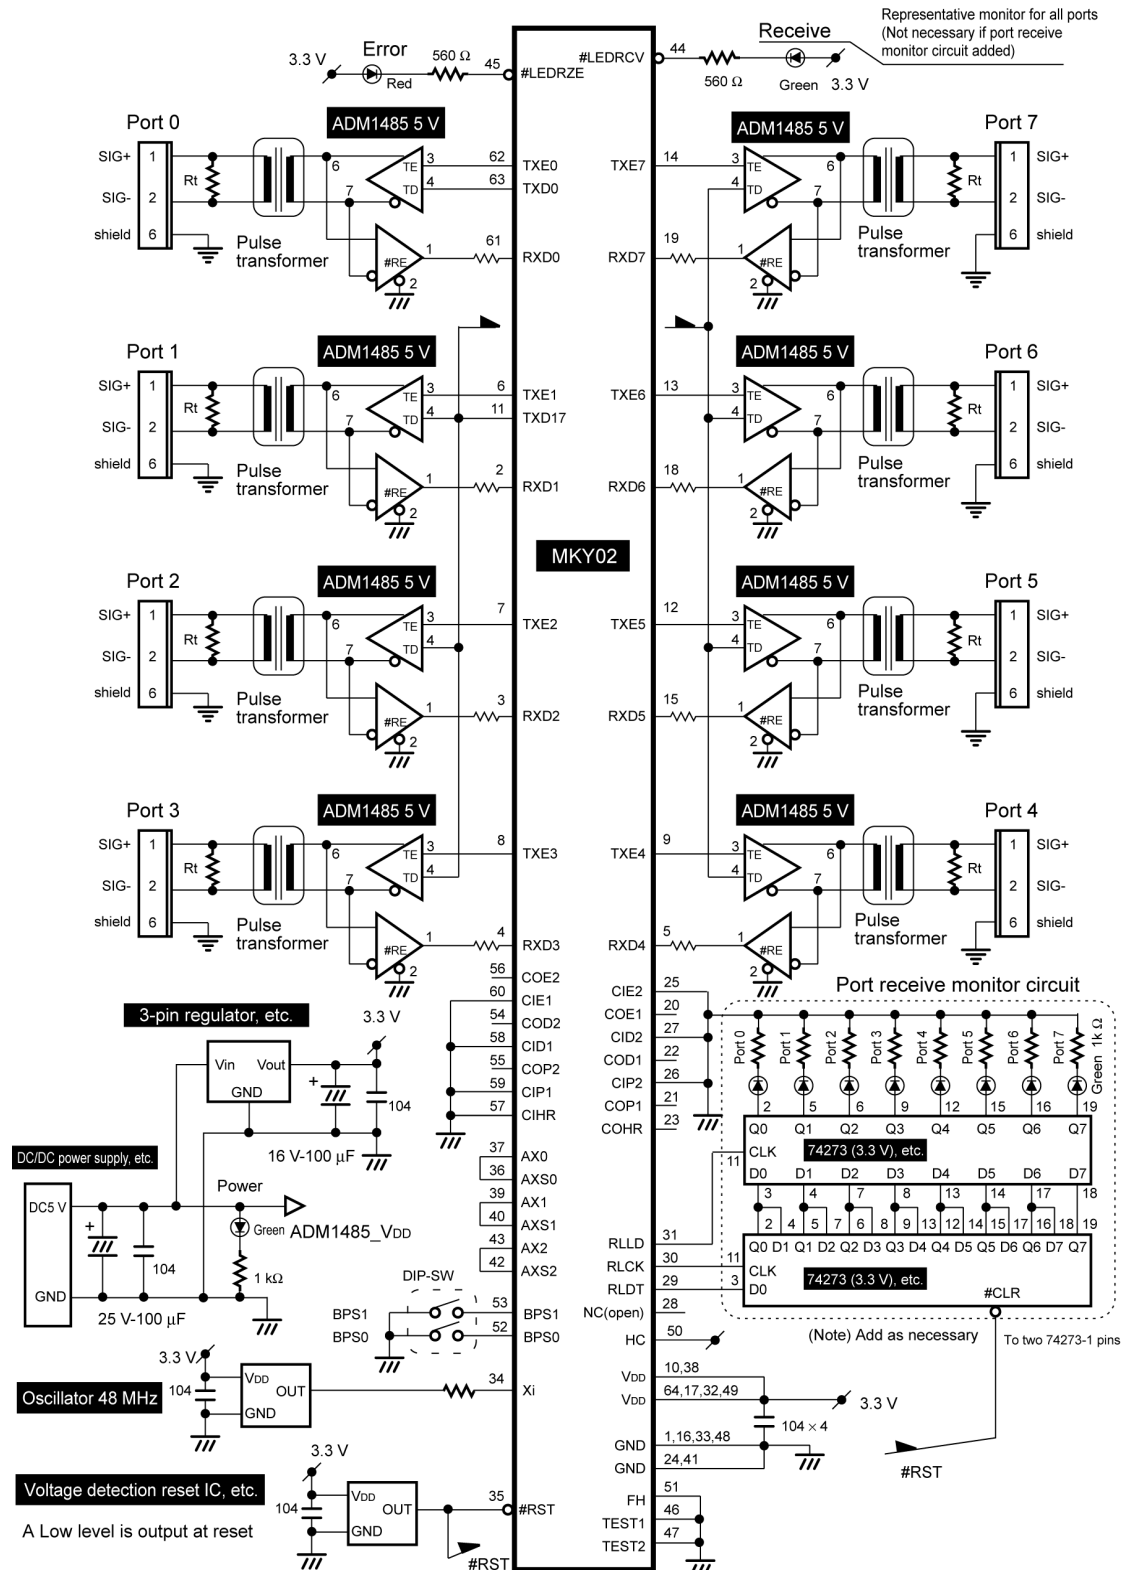 Representative monitor for all ports
(Not necessary if port receive
monitor circuit added)
Receive
Error
3.3 V
560 Ω
Red
45
#LEDRZE
#LEDRCV
44
560 Ω
Green
3.3 V
Port 0
ADM1485 5 V
SIG+ 1
SIG- 2
shield 6
Rt
Pulse
transformer
6
7
TE 3
TD 4
#RE
1
2
62 TXE0
63 TXD0
61 RXD0
ADM1485 5 V
Port 7
TXE7 14
3 TE
4 TD
6
7
RXD7 19
1
#RE
2
Pulse
transformer
Rt
1 SIG+
2 SIG-
6 shield
Port 1
ADM1485 5 V
SIG+ 1
SIG- 2
shield 6
Rt
Pulse
transformer
6
7
TE 3
TD 4
#RE
1
2
6 TXE1
11 TXD17
2 RXD1
ADM1485 5 V
Port 6
TXE6 13
3 TE
4 TD
6
7
RXD6 18
1
#RE
2
Pulse
transformer
Rt
1 SIG+
2 SIG-
6 shield
MKY02
Port 2
ADM1485 5 V
SIG+ 1
SIG- 2
shield 6
Rt
Pulse
transformer
6
7
TE 3
TD 4
#RE
1
2
7 TXE2
3 RXD2
ADM1485 5 V
Port 5
TXE5 12
3 TE
4 TD
6
7
RXD5 15
1
#RE
2
Pulse
transformer
Rt
1 SIG+
2 SIG-
6 shield
Port 3
ADM1485 5 V
SIG+ 1
SIG- 2
shield 6
Rt
Pulse
transformer
6
7
TE 3
TD 4
#RE
1
2
8 TXE3
4 RXD3
ADM1485 5 V
Port 4
TXE4 9
3 TE
4 TD
6
7
RXD4 5
1
#RE
2
Pulse
transformer
Rt
1 SIG+
2 SIG-
6 shield
56 COE2
60 CIE1
54 COD2
58 CID1
55 COP2
59 CIP1
57 CIHR
37 AX0
36 AXS0
39 AX1
40 AXS1
43 AX2
42 AXS2
CIE2 25
COE1 20
CID2 27
COD1 22
CIP2 26
COP1 21
COHR 23
3-pin regulator, etc.
3.3 V
Vin Vout
GND
+
104
16 V-100 µF
DC/DC power supply, etc.
DC5 V
GND
+
104
25 V-100 µF
Power
Green
1 kΩ
ADM1485_VDD
DIP-SW
BPS1 53 BPS1
BPS0 52 BPS0
3.3 V
104
Oscillator 48 MHz
VDD
OUT
GND
34 Xi
3.3 V
Voltage detection reset IC, etc.
104
VDD
OUT
GND
35 #RST
A Low level is output at reset
#RST
Port receive monitor circuit
Port 0 Port 1 Port 2 Port 3 Port 4 Port 5 Port 6 Port 7
Green 1k Ω
2 5 6 9 12 15 16 19
Q0 Q1 Q2 Q3 Q4 Q5 Q6 Q7
11 CLK
74273 (3.3 V), etc.
D0 D1 D2 D3 D4 D5 D6 D7
3 4 7 8 13 14 17 18
2 4 5 7 6 8 9 13 12 14 15 17 16 18 19
Q0 D1 Q1 D2 Q2 D3 Q3 D4 Q4 D5 Q5 D6 Q6 D7 Q7
11 CLK
3 D0
74273 (3.3 V), etc.
#CLR
RLLD 31
RLCK 30
RLDT 29
NC(open) 28
HC 50
(Note) Add as necessary
To two 74273-1 pins
VDD 10,38
VDD 64,17,32,49
3.3 V
104 × 4
GND 1,16,33,48
GND 24,41
#RST
FH 51
TEST1 46
TEST2 47